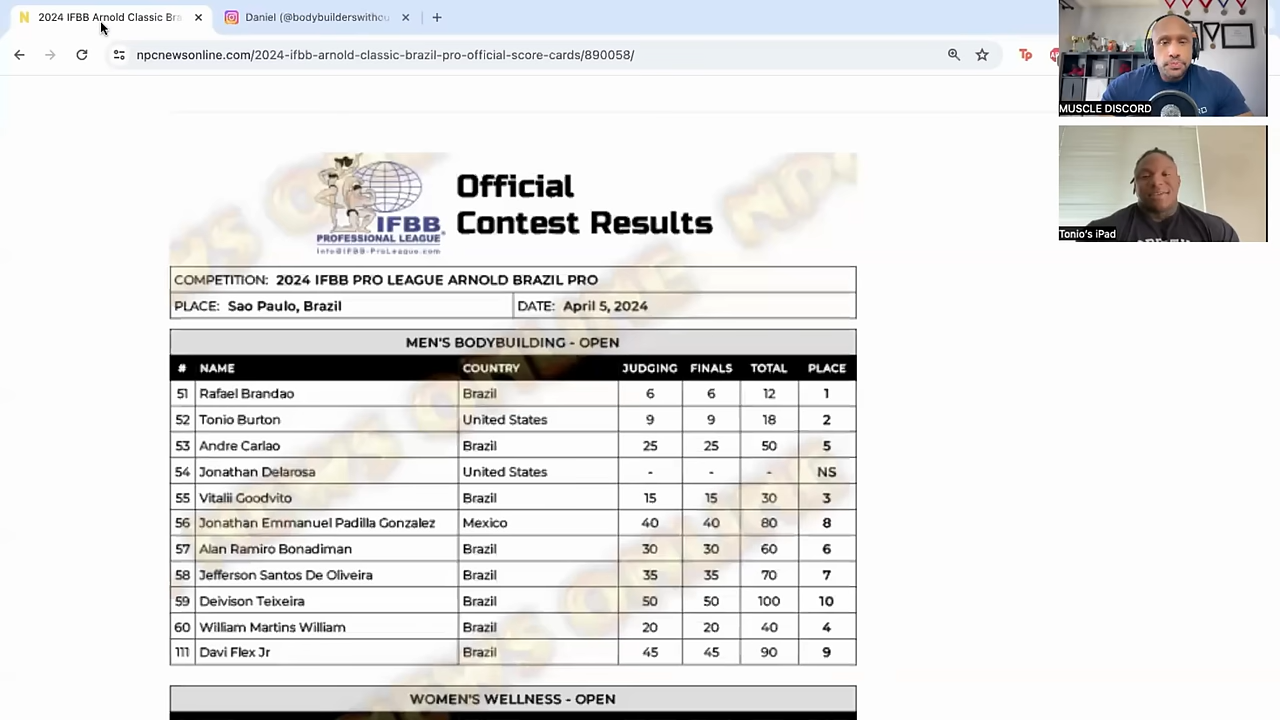 2024 IFBB Arnold Classic Bra
Daniel (@bodybuilderswithou
npcnewsonline.com/2024-ifbb-arnold-classic-brazil-pro-official-score-cards/890058/
Tp
MUSCLE DISCORD
Tonio's iPad
IFBB
PROFESSIONAL LEAGUE
Info@IFBB-ProLeague.com
Official
Contest Results
COMPETITION: 2024 IFBB PRO LEAGUE ARNOLD BRAZIL PRO
PLACE: Sao Paulo, Brazil DATE: April 5, 2024
MEN'S BODYBUILDING - OPEN
# NAME COUNTRY JUDGING FINALS TOTAL PLACE
51 Rafael Brandao Brazil 6 6 12 1
52 Tonio Burton United States 9 9 18 2
53 Andre Carlao Brazil 25 25 50 5
54 Jonathan Delarosa United States - - - NS
55 Vitalii Goodvito Brazil 15 15 30 3
56 Jonathan Emmanuel Padilla Gonzalez Mexico 40 40 80 8
57 Alan Ramiro Bonadiman Brazil 30 30 60 6
58 Jefferson Santos De Oliveira Brazil 35 35 70 7
59 Deivison Teixeira Brazil 50 50 100 10
60 William Martins William Brazil 20 20 40 4
111 Davi Flex Jr Brazil 45 45 90 9
WOMEN'S WELLNESS - OPEN